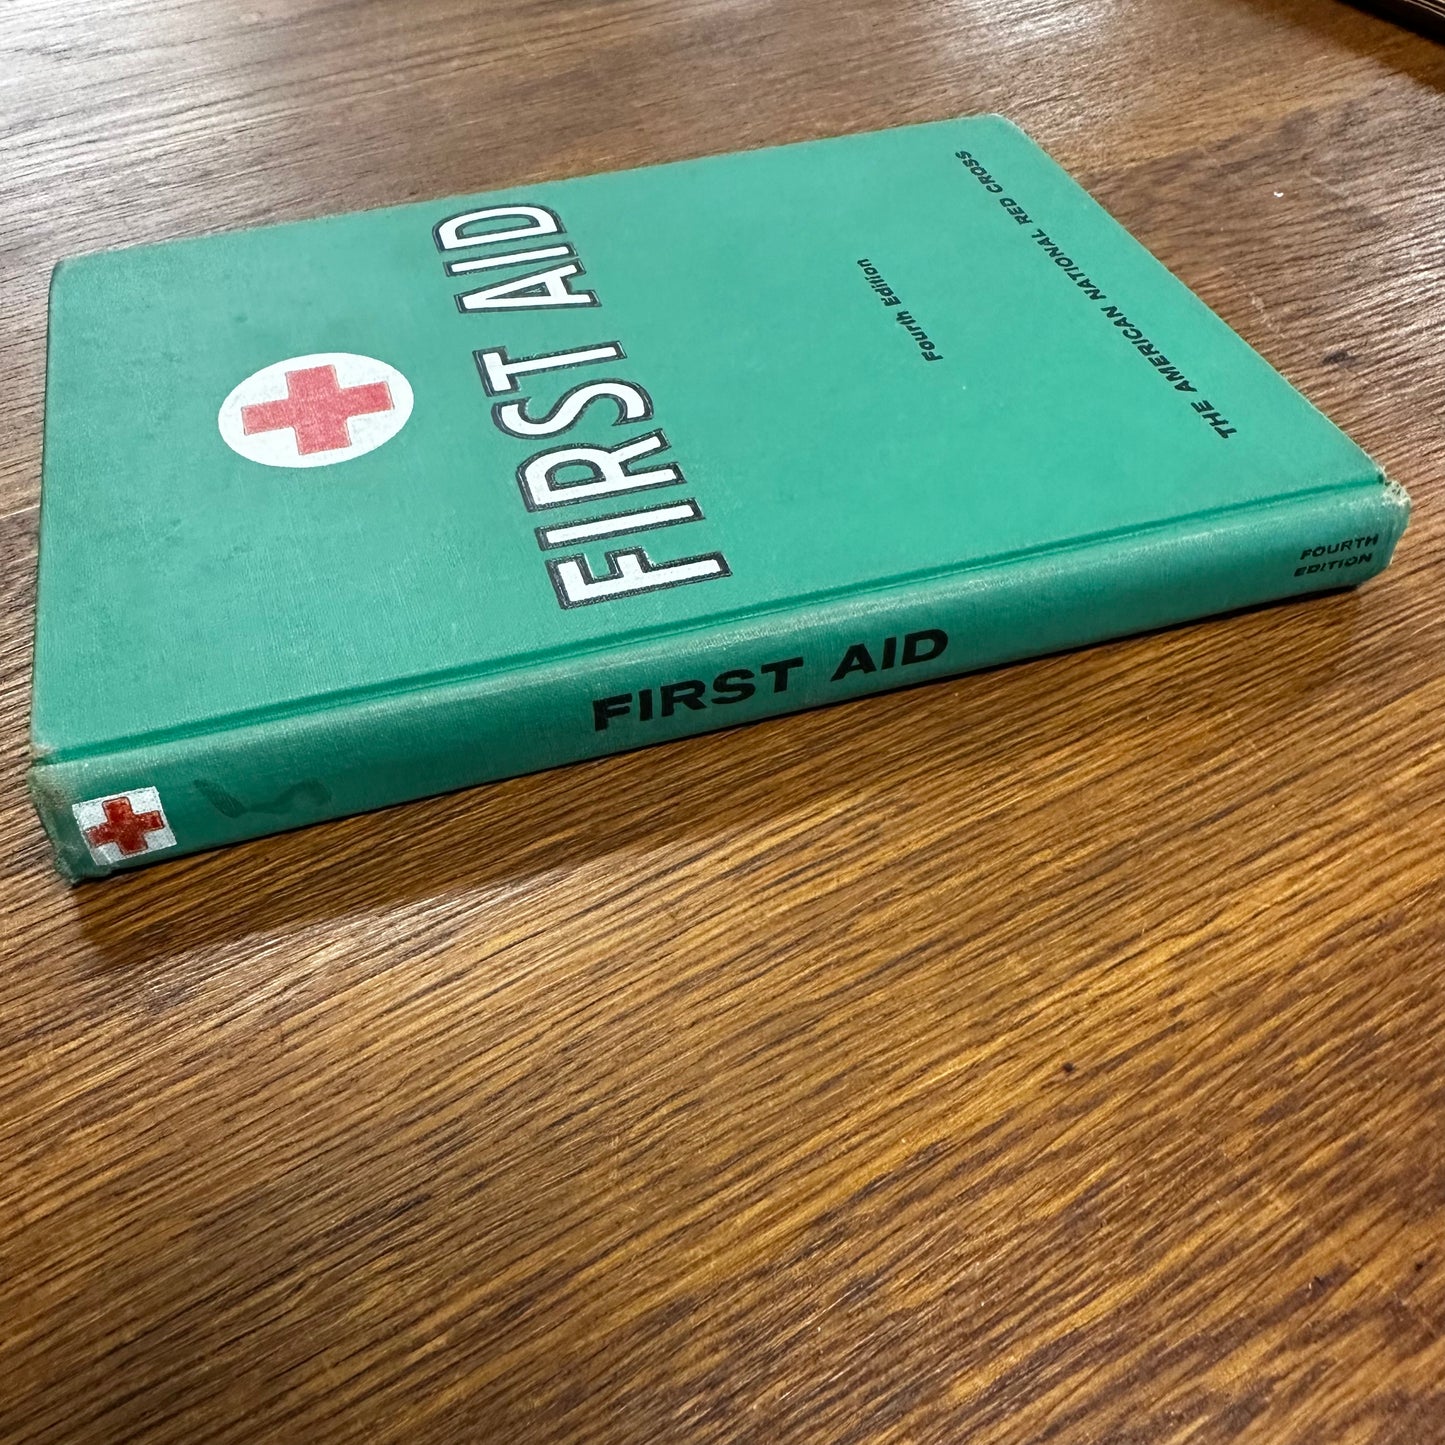 FIRST AID
Fourth Edition
THE AMERICAN NATIONAL RED CROSS
FIRST AID
FOURTH
EDITION